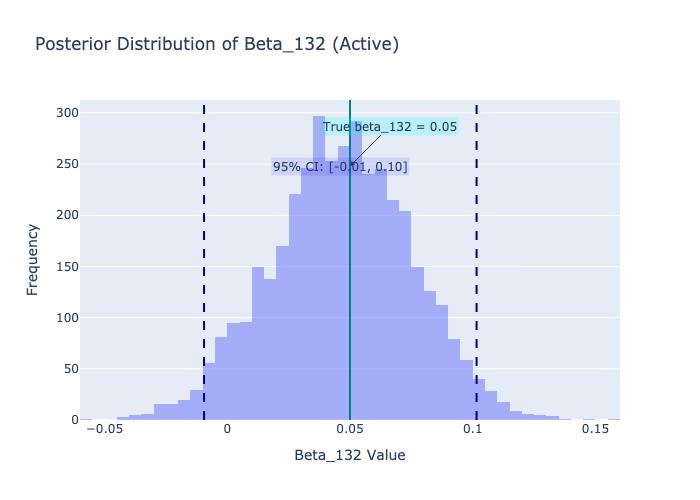 Posterior Distribution of Beta_132 (Active)
300
True beta_132 = 0.05
250
95% CI: [-0.01, 0.10]
200
Frequency
150
100
50
0
−0.05
0
0.05
0.1
0.15
Beta_132 Value